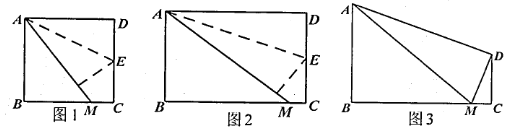 A D A D A
E E D
B M C B M C B M C
图1 图2 图3